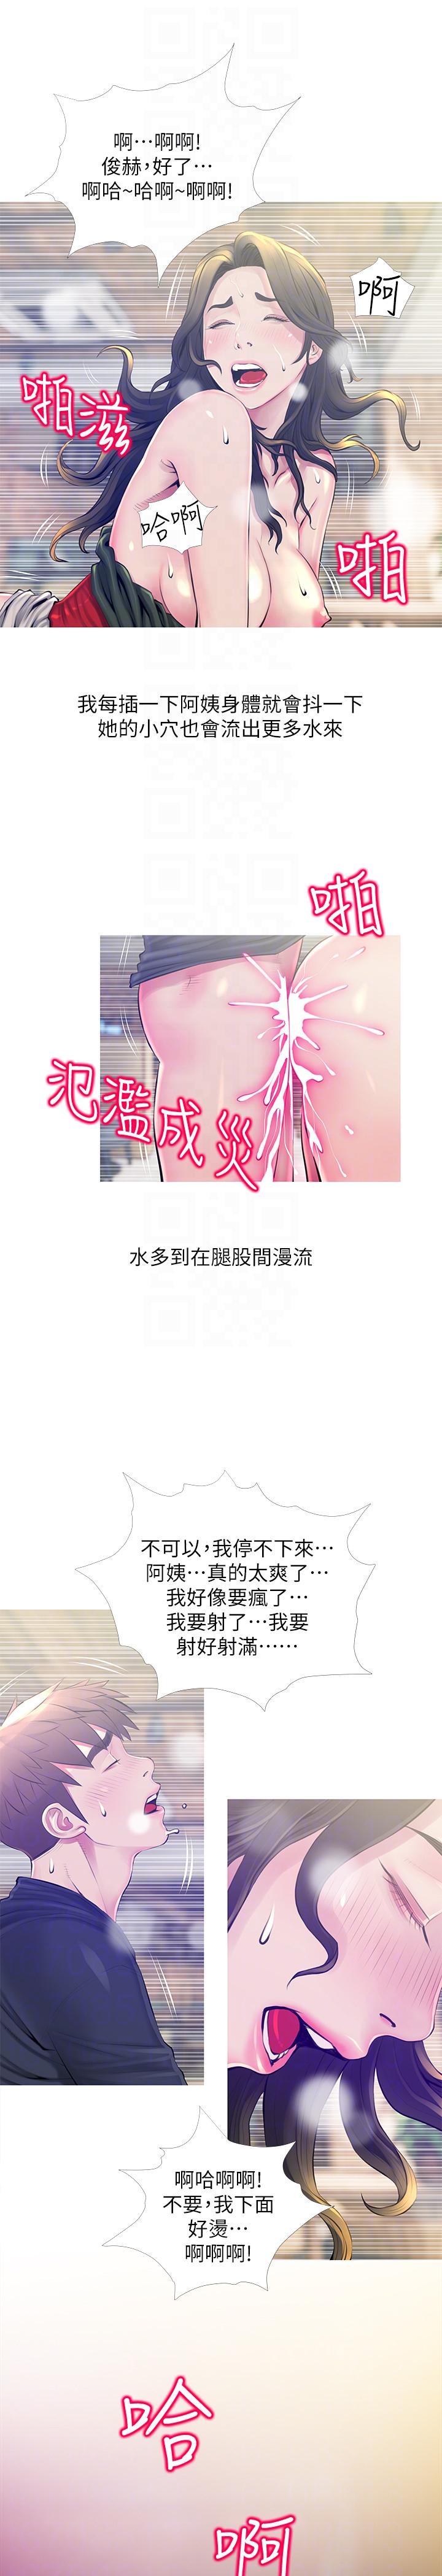 啊⋯啊啊!
俊赫,好了⋯
啊哈~哈啊~啊啊!
啊
啪滋
哈啊
啪
我每插一下阿姨身體就會抖一下
她的小穴也會流出更多水來
啪
氾濫成災
水多到在腿股間漫流
不可以,我停不下來⋯
阿姨⋯真的太爽了⋯
我好像要瘋了⋯
我要射了⋯我要
射好射滿⋯⋯
啊哈啊啊!
不要,我下面
好燙⋯
啊啊啊!
哈
啊